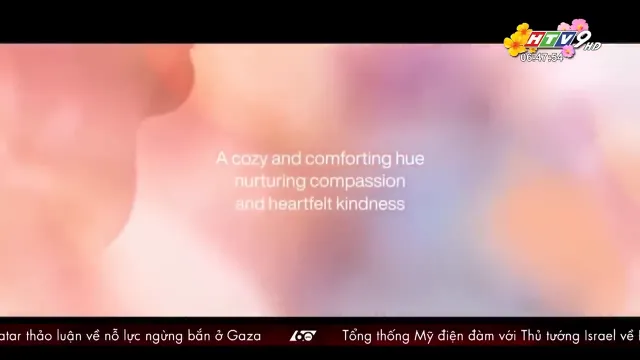 HTV9 HD
06:47:54
A cozy and comforting hue
nurturing compassion
and heartfelt kindness
atar thảo luận về nỗ lực ngừng bắn ở Gaza
60
Tổng thống Mỹ điện đàm với Thủ tướng Israel về